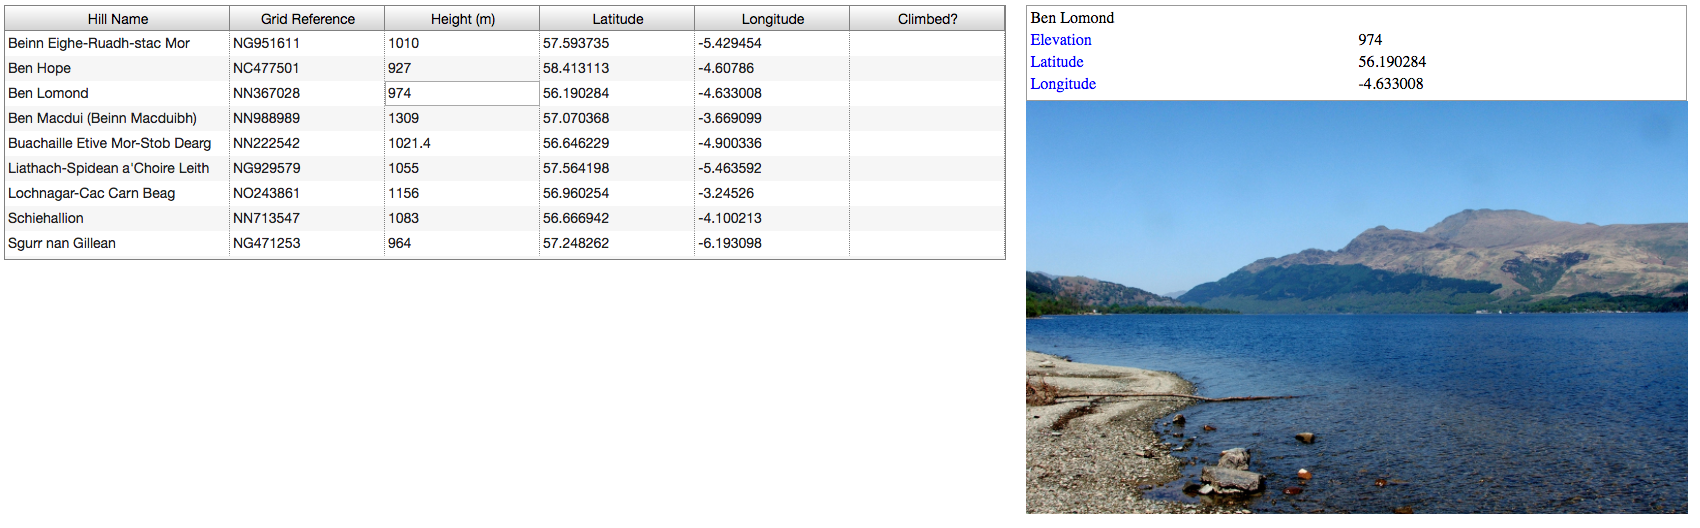 Hill Name Grid Reference Height (m) Latitude Longitude Climbed?
Beinn Eighe-Ruadh-stac Mor NG951611 1010 57.593735 -5.429454
Ben Hope NC477501 927 58.413113 -4.60786
Ben Lomond NN367028 974 56.190284 -4.633008
Ben Macdui (Beinn Macduibh) NN988989 1309 57.070368 -3.669099
Buachaille Etive Mor-Stob Dearg NN222542 1021.4 56.646229 -4.900336
Liathach-Spidean a'Choire Leith NG929579 1055 57.564198 -5.463592
Lochnagar-Cac Carn Beag NO243861 1156 56.960254 -3.24526
Schiehallion NN713547 1083 56.666942 -4.100213
Sgurr nan Gillean NG471253 964 57.248262 -6.193098
Ben Lomond
Elevation 974
Latitude 56.190284
Longitude -4.633008